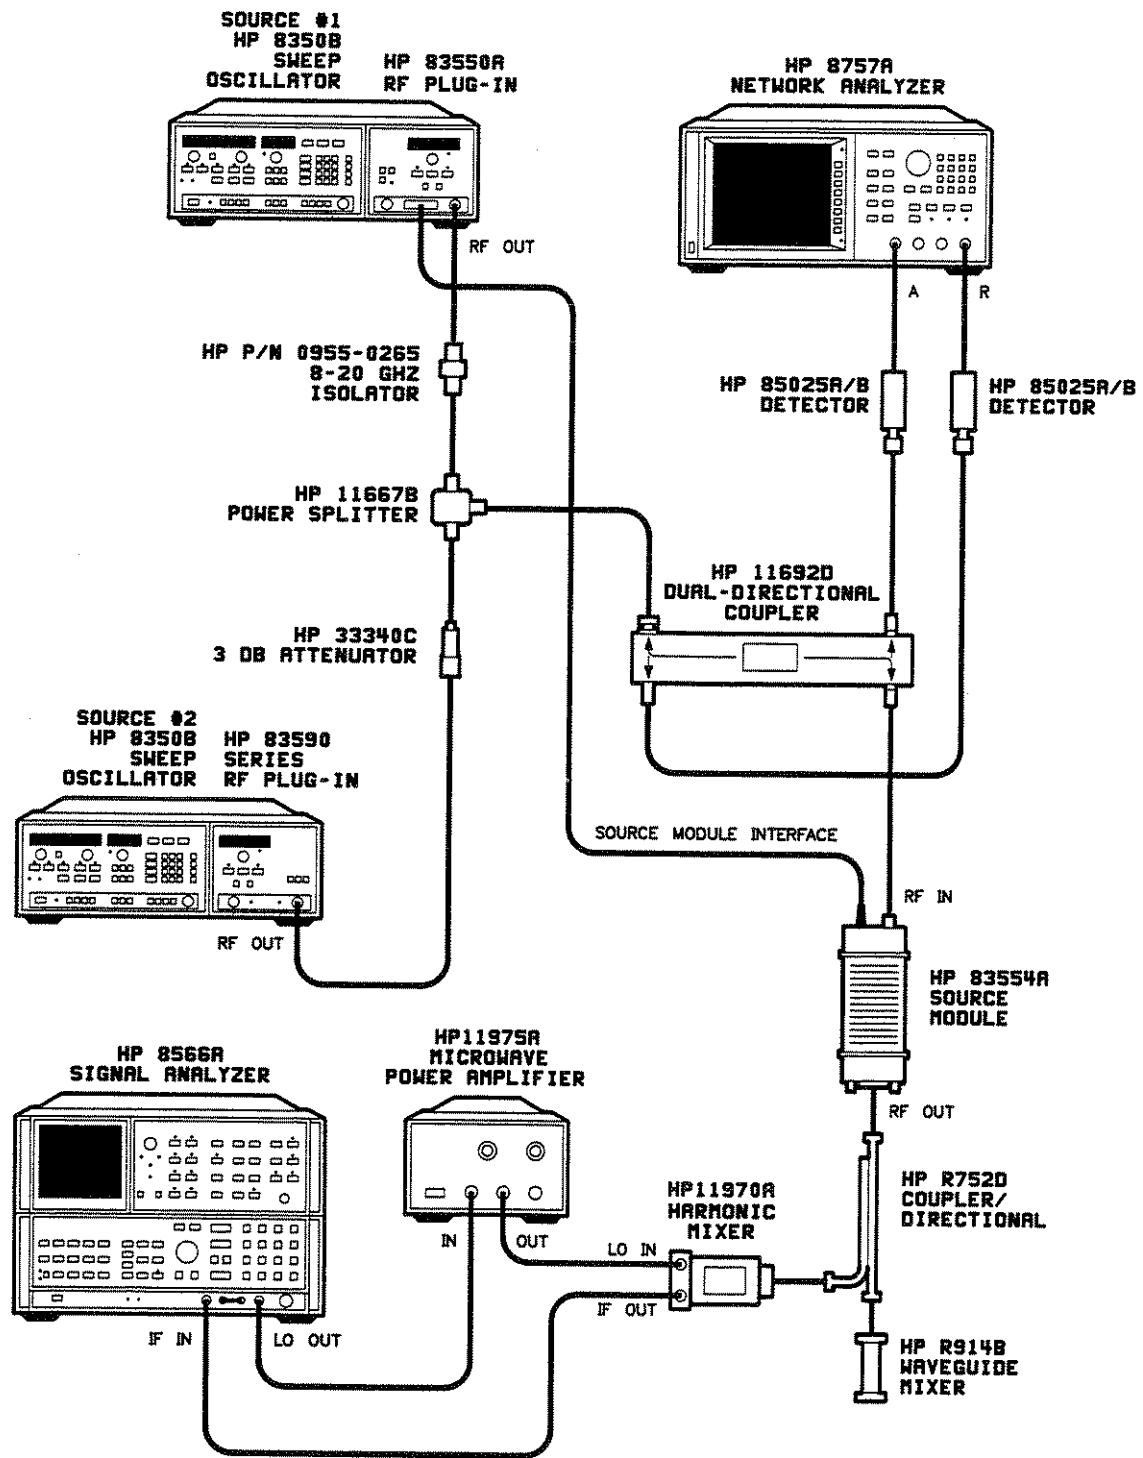 SOURCE #1
HP 8350B
SWEEP
OSCILLATOR
HP 83550A
RF PLUG-IN
HP 8757A
NETWORK ANALYZER
RF OUT
A
R
HP P/N 0955-0265
8-20 GHZ
ISOLATOR
HP 85025A/B
DETECTOR
HP 85025A/B
DETECTOR
HP 11667B
POWER SPLITTER
HP 11692D
DUAL-DIRECTIONAL
COUPLER
HP 33340C
3 DB ATTENUATOR
SOURCE #2
HP 8350B
SWEEP
OSCILLATOR
HP 83590
SERIES
RF PLUG-IN
SOURCE MODULE INTERFACE
RF IN
RF OUT
HP 83554A
SOURCE
MODULE
HP 8566A
SIGNAL ANALYZER
HP11975A
MICROWAVE
POWER AMPLIFIER
RF OUT
HP R752D
COUPLER/
DIRECTIONAL
HP11970A
HARMONIC
MIXER
IN
OUT
LO IN
IF OUT
IF IN
LO OUT
HP R914B
WAVEGUIDE
MIXER